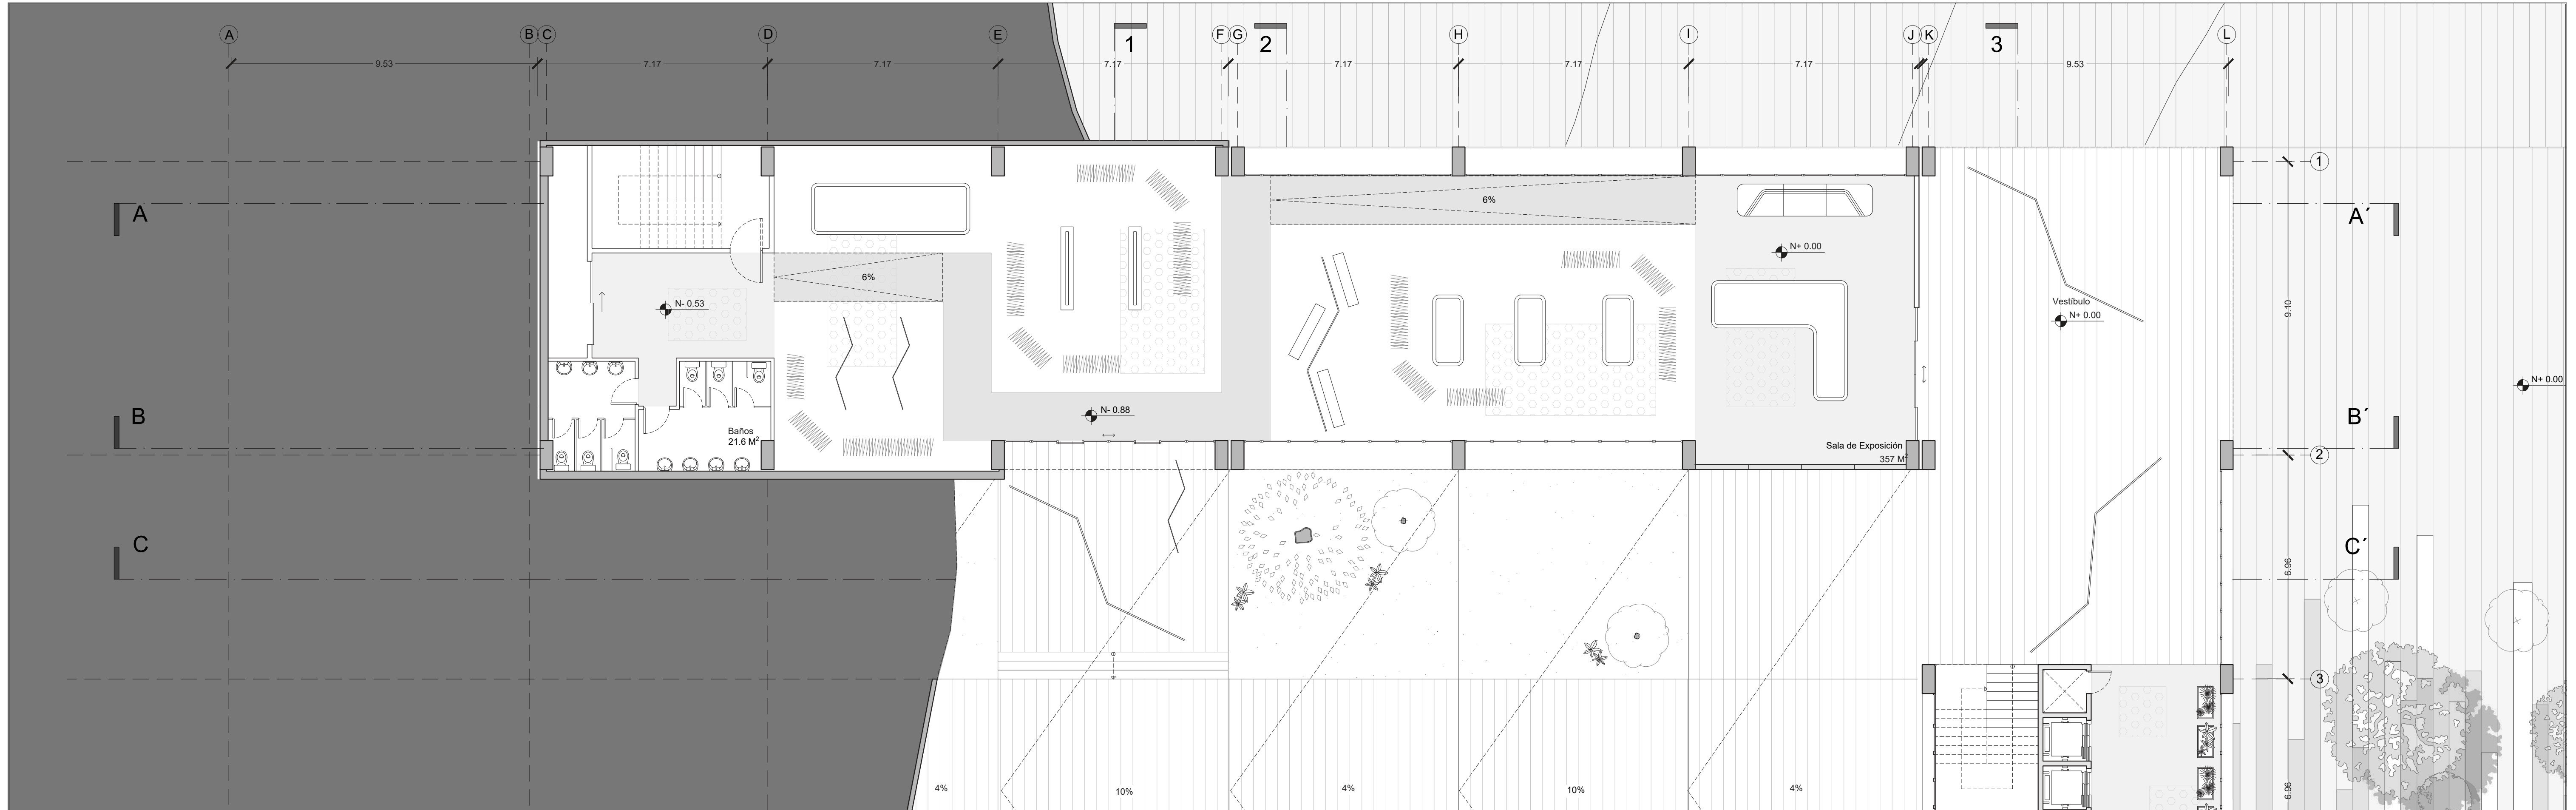 A B C D E F G H I J K L
1 2 3
9.53 7.17 7.17 7.17 7.17 7.17 7.17 9.53
1
A A´
6%
6%
N+ 0.00
N- 0.53
Vestíbulo
N+ 0.00
9.10
N+ 0.00
N- 0.88
B B´
Baños
21.6 M²
Sala de Exposición
357 M²
2
C C´
6.96
3
4% 10% 4% 10% 4%
6.96